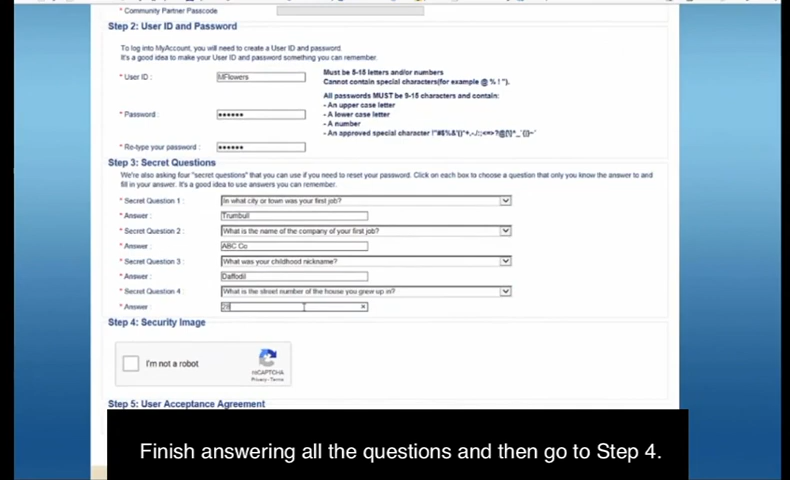 * Community Partner Passcode
Step 2: User ID and Password
To log into MyAccount, you will need to create a User ID and password.
It's a good idea to make your User ID and password something you can remember.
* User ID : MFlowers
Must be 5-15 letters and/or numbers
Cannot contain special characters(for example @ % ! ").
All passwords MUST be 9-15 characters and contain:
- An upper case letter
* Password : ••••••
- A lower case letter
- A number
- An approved special character
* Re-type your password : ••••••
Step 3: Secret Questions
We're also asking four "secret questions" that you can use if you need to reset your password. Click on each box to choose a question that only you know the answer to and
fill in your answer. It's a good idea to use answers you can remember.
* Secret Question 1 : In what city or town was your first job?
* Answer : Trumbull
* Secret Question 2 : What is the name of the company of your first job?
* Answer : ABC Co
* Secret Question 3 : What was your childhood nickname?
* Answer : Daffodil
* Secret Question 4 : What is the street number of the house you grew up in?
* Answer :
Step 4: Security Image
I'm not a robot
reCAPTCHA
Privacy - Terms
Step 5: User Acceptance Agreement
Finish answering all the questions and then go to Step 4.